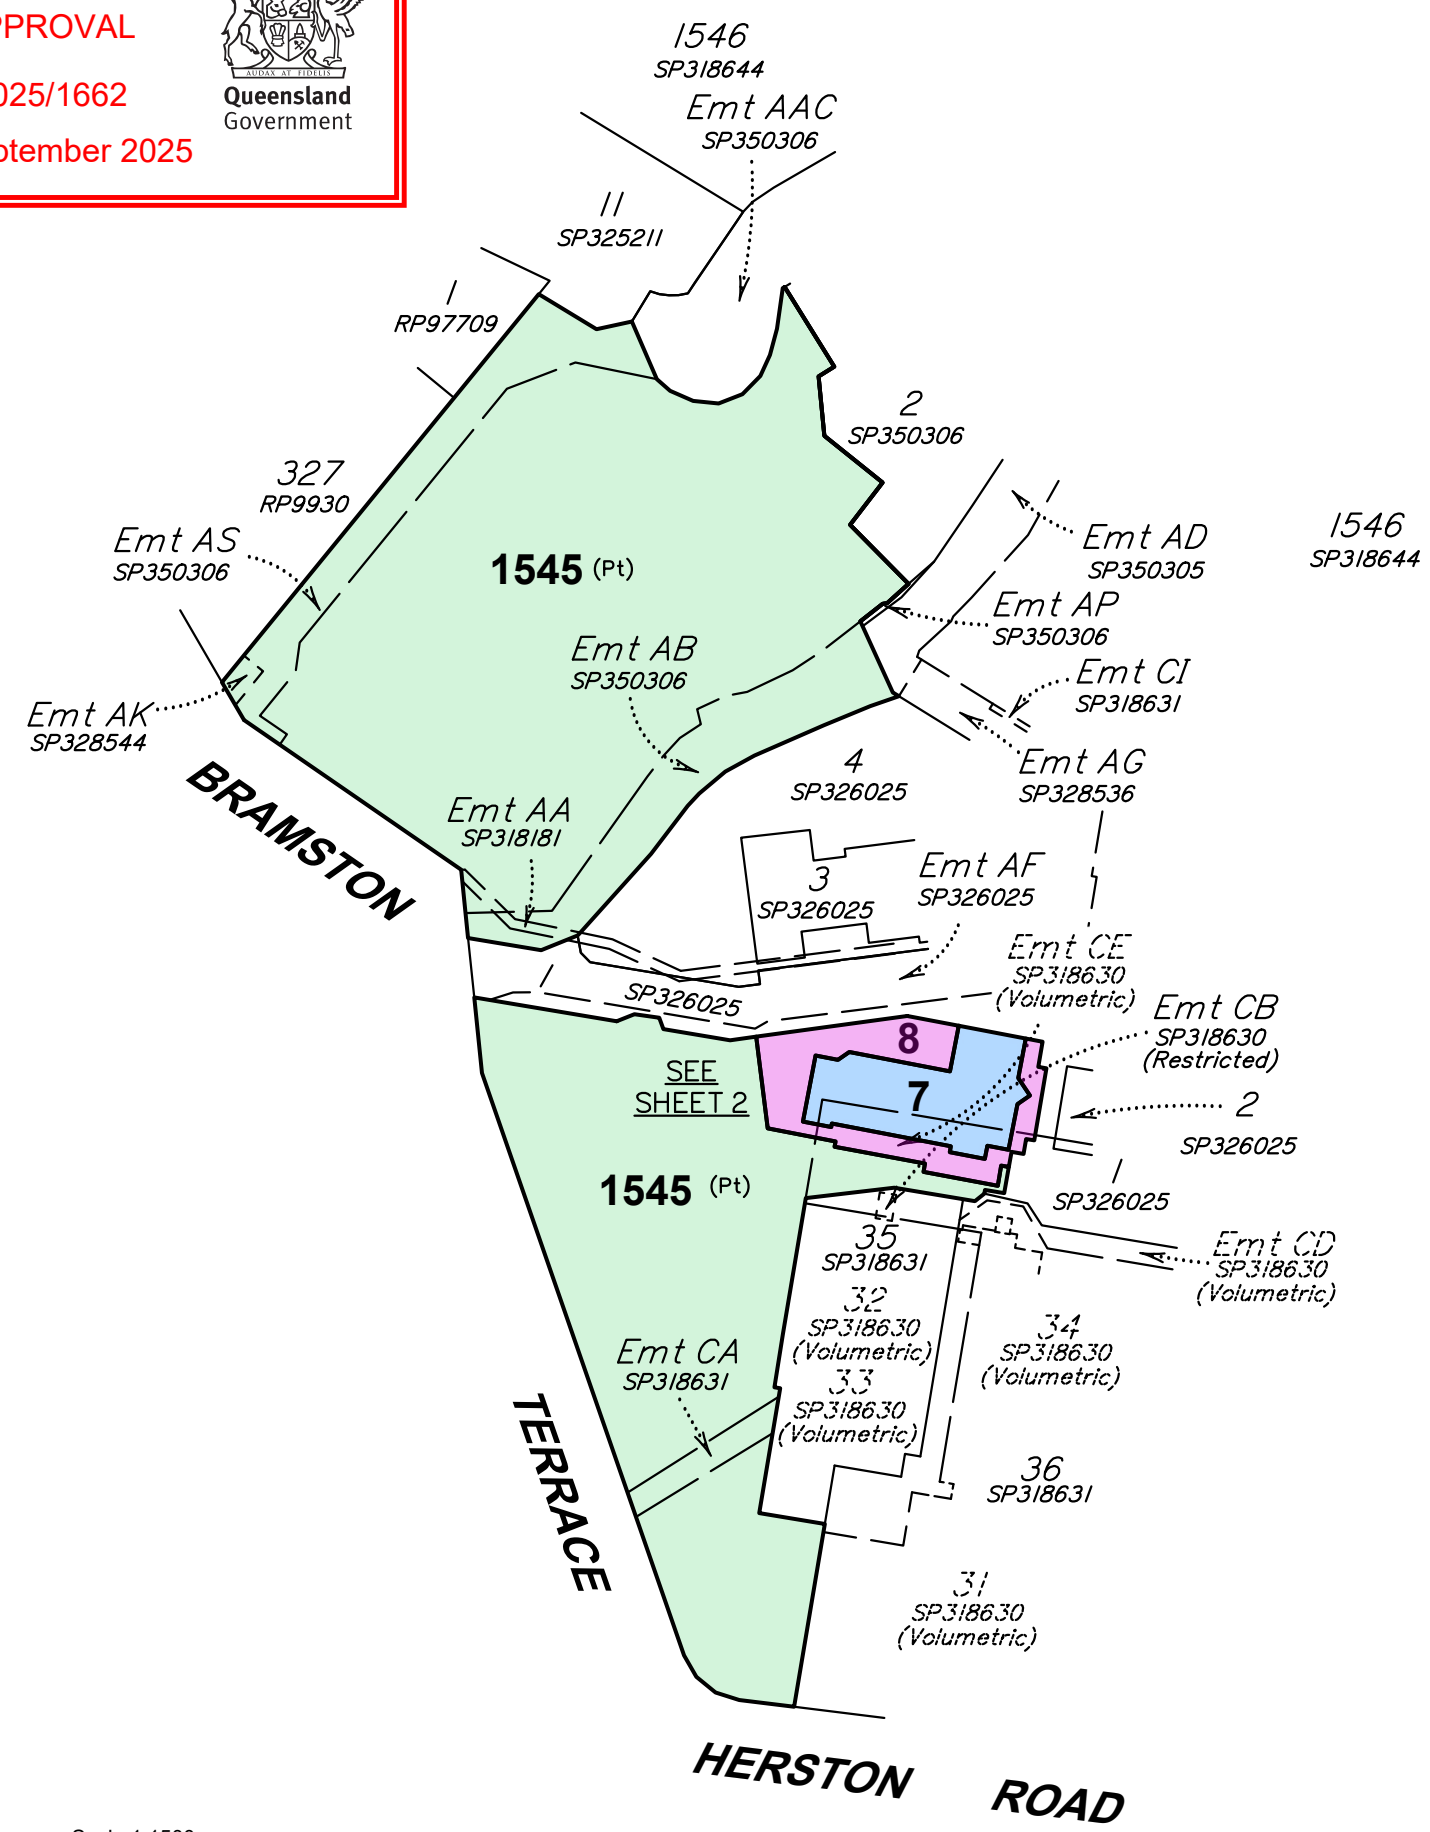 AUDAX AT FIDELIS
Queensland
Government
025/1662
2025
1546
SP318644
Emt AAC
SP350306
11
SP325211
1
RP97709
2
SP350306
327
RP9930
Emt AS
SP350306
1545 (Pt)
Emt AD
SP350305
1546
SP318644
Emt AP
SP350306
Emt AB
SP350306
Emt CI
SP318631
Emt AK
SP328544
4
SP326025
Emt AG
SP328536
BRAMSTON
Emt AA
SP318181
3
SP326025
Emt AF
SP326025
Emt CE
SP318630
(Volumetric)
SP326025
Emt CB
SP318630
(Restricted)
8
7
SEE
SHEET 2
2
SP326025
1545 (Pt)
1
SP326025
35
SP318631
Emt CD
SP318630
(Volumetric)
32
SP318630
(Volumetric)
34
SP318630
(Volumetric)
Emt CA
SP318631
33
SP318630
(Volumetric)
TERRACE
36
SP318631
31
SP318630
(Volumetric)
HERSTON ROAD